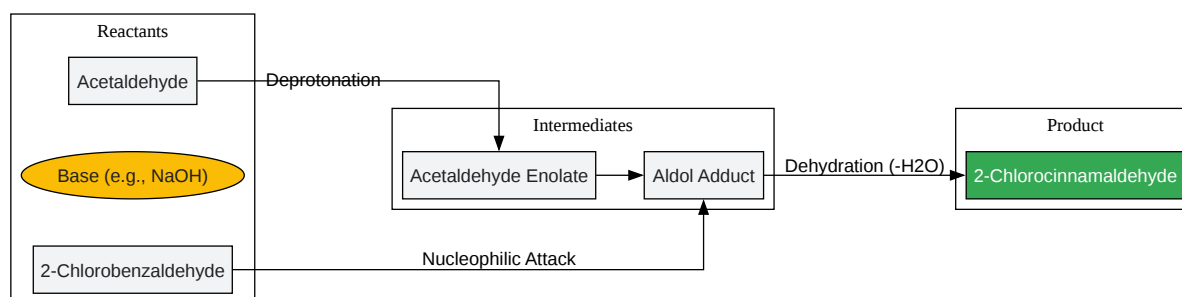 Reactants
Acetaldehyde
Deprotonation
Intermediates
Product
Base (e.g., NaOH)
Acetaldehyde Enolate
Aldol Adduct
Dehydration (-H2O)
2-Chlorocinnamaldehyde
2-Chlorobenzaldehyde
Nucleophilic Attack